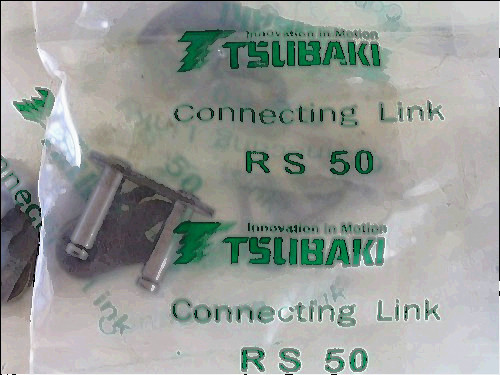 Innovation in Motion
TSUBAKI
Connecting Link
RS 50
Innovation in Motion
TSUBAKI
Connecting Link
RS 50